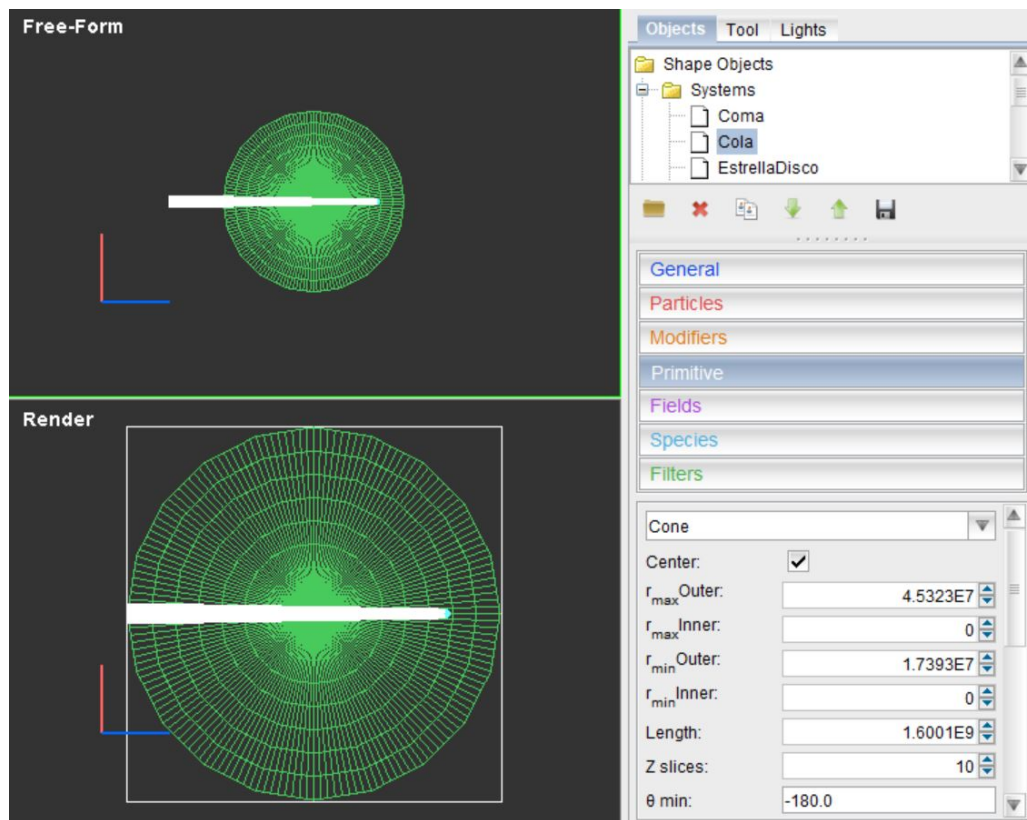 Free-Form
Render
Objects Tool Lights
Shape Objects
Systems
Coma
Cola
EstrellaDisco
General
Particles
Modifiers
Primitive
Fields
Species
Filters
Cone
Center:
rmaxOuter: 4.5323E7
rmaxInner: 0
rminOuter: 1.7393E7
rminInner: 0
Length: 1.6001E9
Z slices: 10
θ min: -180.0